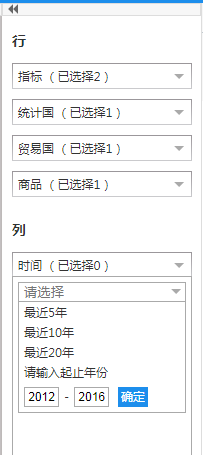 行
指标 （已选择2）
统计国 （已选择1）
贸易国 （已选择1）
商品 （已选择1）
列
时间 （已选择0）
请选择
最近5年
最近10年
最近20年
请输入起止年份
2012 - 2016 确定